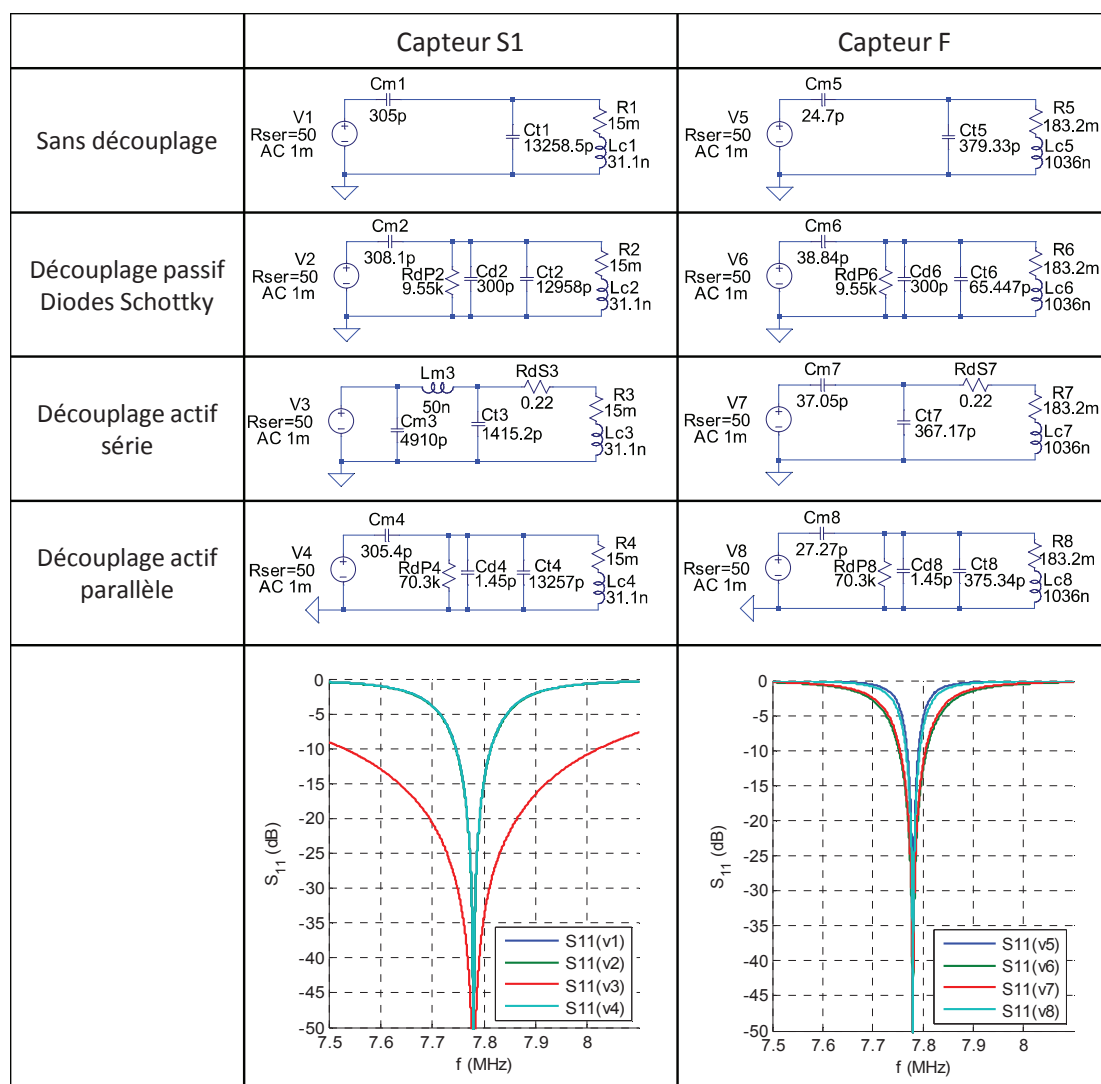 Capteur S1
Capteur F
Sans découplage
Cm1
305p
V1
Rser=50
AC 1m
Ct1
13258.5p
R1
15m
Lc1
31.1n
Cm5
24.7p
V5
Rser=50
AC 1m
Ct5
379.33p
R5
183.2m
Lc5
1036n
Découplage passif
Diodes Schottky
Cm2
308.1p
V2
Rser=50
AC 1m
RdP2
9.55k
Cd2
300p
Ct2
12958p
R2
15m
Lc2
31.1n
Cm6
38.84p
V6
Rser=50
AC 1m
RdP6
9.55k
Cd6
300p
Ct6
65.447p
R6
183.2m
Lc6
1036n
Découplage actif
série
Lm3
50n
V3
Rser=50
AC 1m
Cm3
4910p
Ct3
1415.2p
RdS3
0.22
R3
15m
Lc3
31.1n
Cm7
37.05p
V7
Rser=50
AC 1m
Ct7
367.17p
RdS7
0.22
R7
183.2m
Lc7
1036n
Découplage actif
parallèle
Cm4
305.4p
V4
Rser=50
AC 1m
RdP4
70.3k
Cd4
1.45p
Ct4
13257p
R4
15m
Lc4
31.1n
Cm8
27.27p
V8
Rser=50
AC 1m
RdP8
70.3k
Cd8
1.45p
Ct8
375.34p
R8
183.2m
Lc8
1036n
S11 (dB)
0
-5
-10
-15
-20
-25
-30
-35
-40
-45
-50
7.5 7.6 7.7 7.8 7.9 8
f (MHz)
S11(v1)
S11(v2)
S11(v3)
S11(v4)
S11 (dB)
0
-5
-10
-15
-20
-25
-30
-35
-40
-45
-50
7.5 7.6 7.7 7.8 7.9 8
f (MHz)
S11(v5)
S11(v6)
S11(v7)
S11(v8)